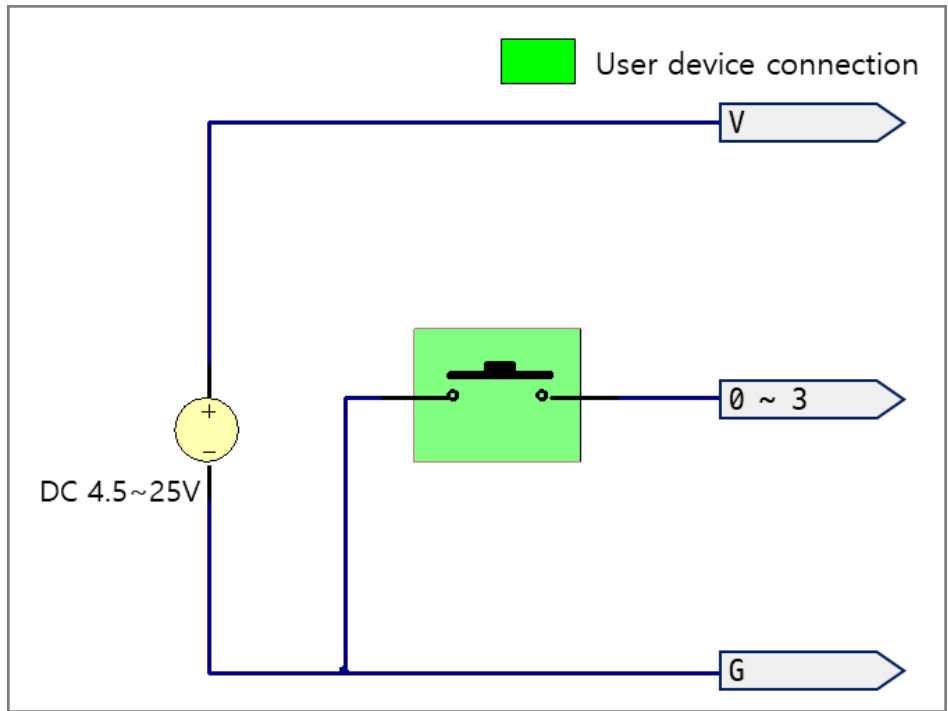 User device connection
V
+
0 ~ 3
−
DC 4.5~25V
G